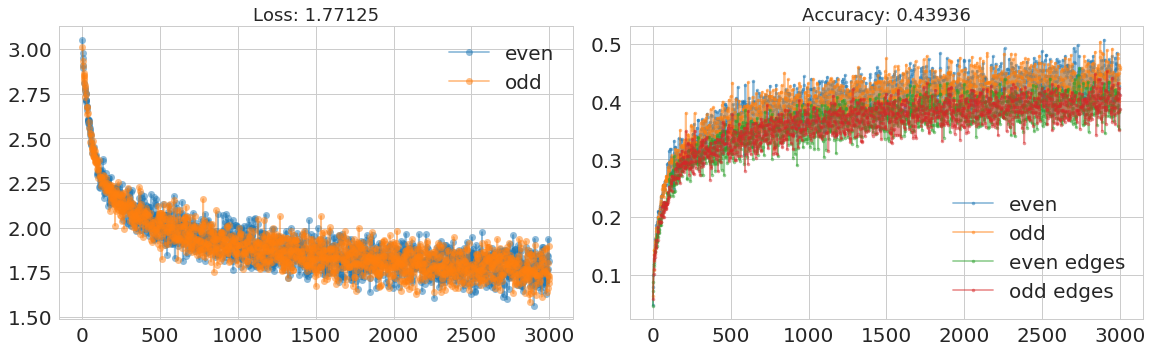 Loss: 1.77125
3.00
2.75
2.50
2.25
2.00
1.75
1.50
0 500 1000 1500 2000 2500 3000
even
odd
Accuracy: 0.43936
0.5
0.4
0.3
0.2
0.1
0 500 1000 1500 2000 2500 3000
even
odd
even edges
odd edges